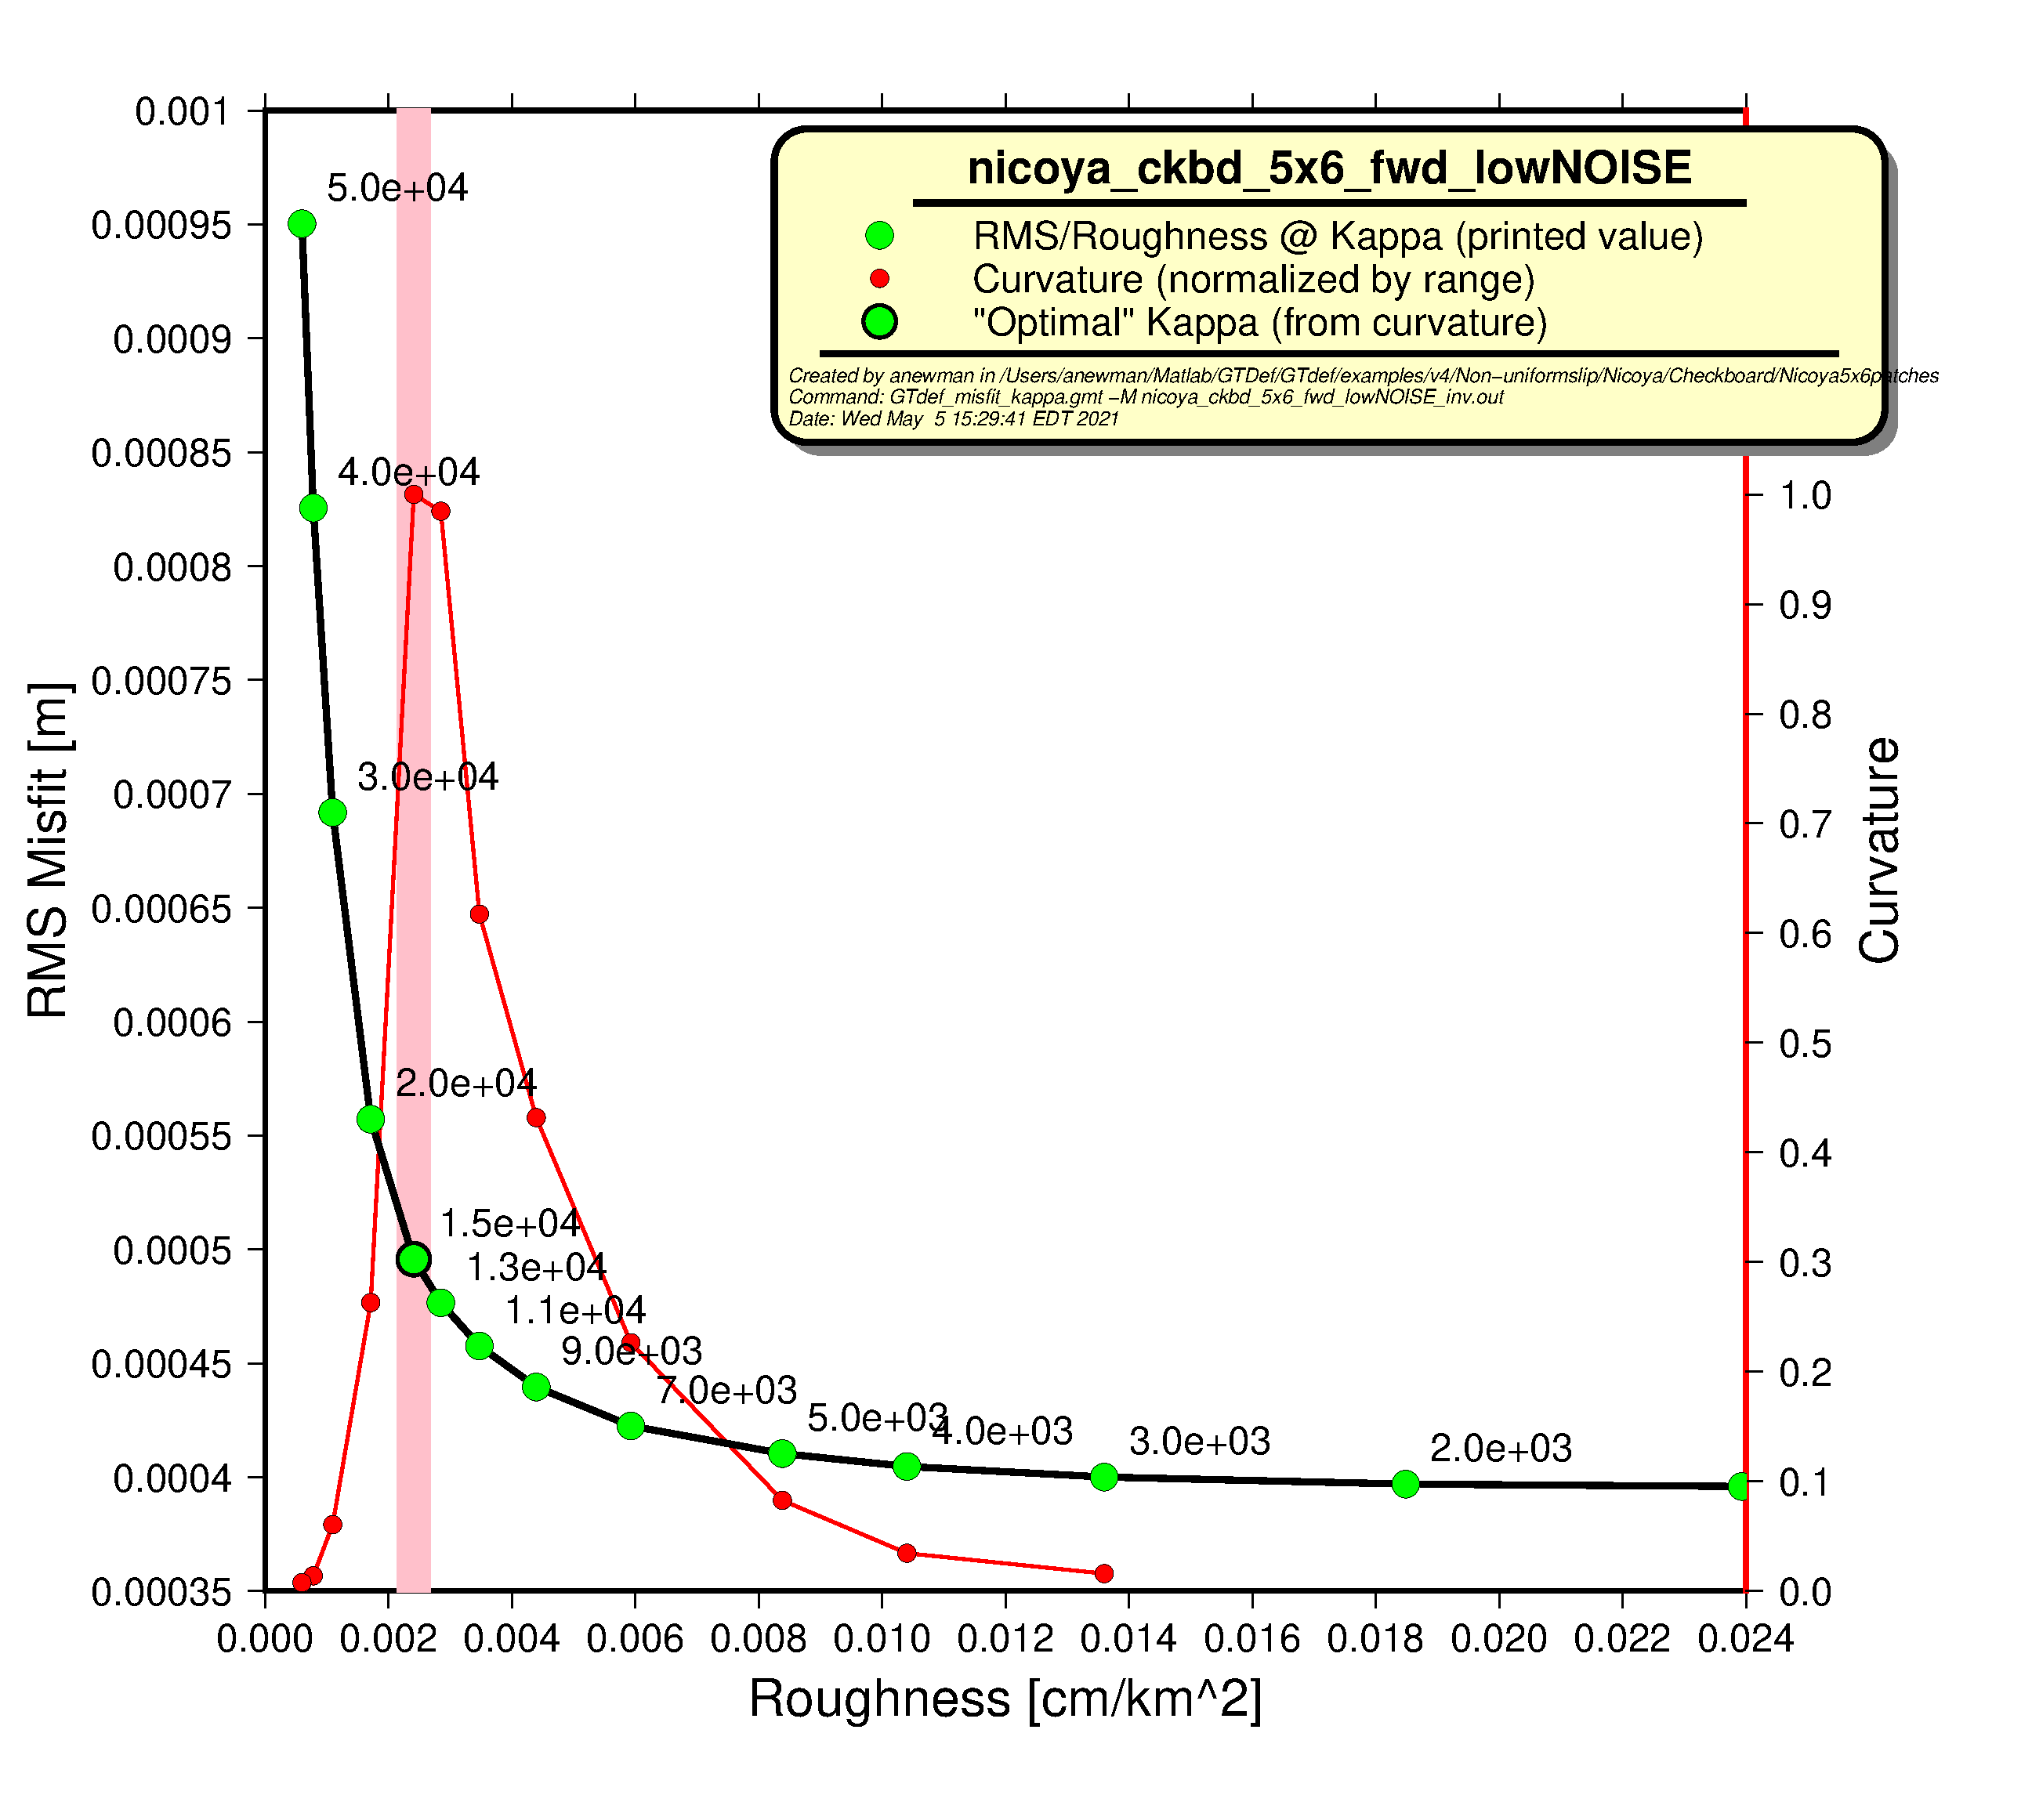 nicoya_ckbd_5x6_fwd_lowNOISE
RMS/Roughness @ Kappa (printed value)
Curvature (normalized by range)
"Optimal" Kappa (from curvature)
Created by anewman in /Users/anewman/Matlab/GTDef/GTdef/examples/v4/Non−uniformslip/Nicoya/Checkboard/Nicoya5x6patches
Command: GTdef_misfit_kappa.gmt −M nicoya_ckbd_5x6_fwd_lowNOISE_inv.out
Date: Wed May  5 15:29:41 EDT 2021
RMS Misfit [m]
0.001
0.00095
0.0009
0.00085
0.0008
0.00075
0.0007
0.00065
0.0006
0.00055
0.0005
0.00045
0.0004
0.00035
5.0e+04
4.0e+04
3.0e+04
2.0e+04
1.5e+04
1.3e+04
1.1e+04
9.0e+03
7.0e+03
5.0e+03
4.0e+03
3.0e+03
2.0e+03
1.0
0.9
0.8
0.7
0.6
0.5
0.4
0.3
0.2
0.1
0.0
Curvature
0.000 0.002 0.004 0.006 0.008 0.010 0.012 0.014 0.016 0.018 0.020 0.022 0.024
Roughness [cm/km^2]